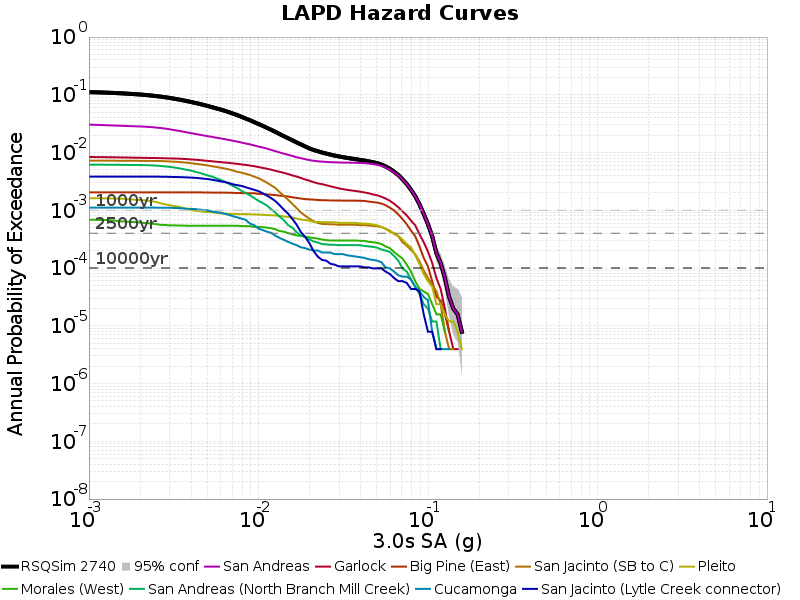 LAPD Hazard Curves
Annual Probability of Exceedance
10^0
10^-1
10^-2
10^-3
10^-4
10^-5
10^-6
10^-7
10^-8
1000yr
2500yr
10000yr
10^-3 10^-2 10^-1 10^0 10^1
3.0s SA (g)
RSQSim 2740 95% conf San Andreas Garlock Big Pine (East) San Jacinto (SB to C) Pleito
Morales (West) San Andreas (North Branch Mill Creek) Cucamonga San Jacinto (Lytle Creek connector)